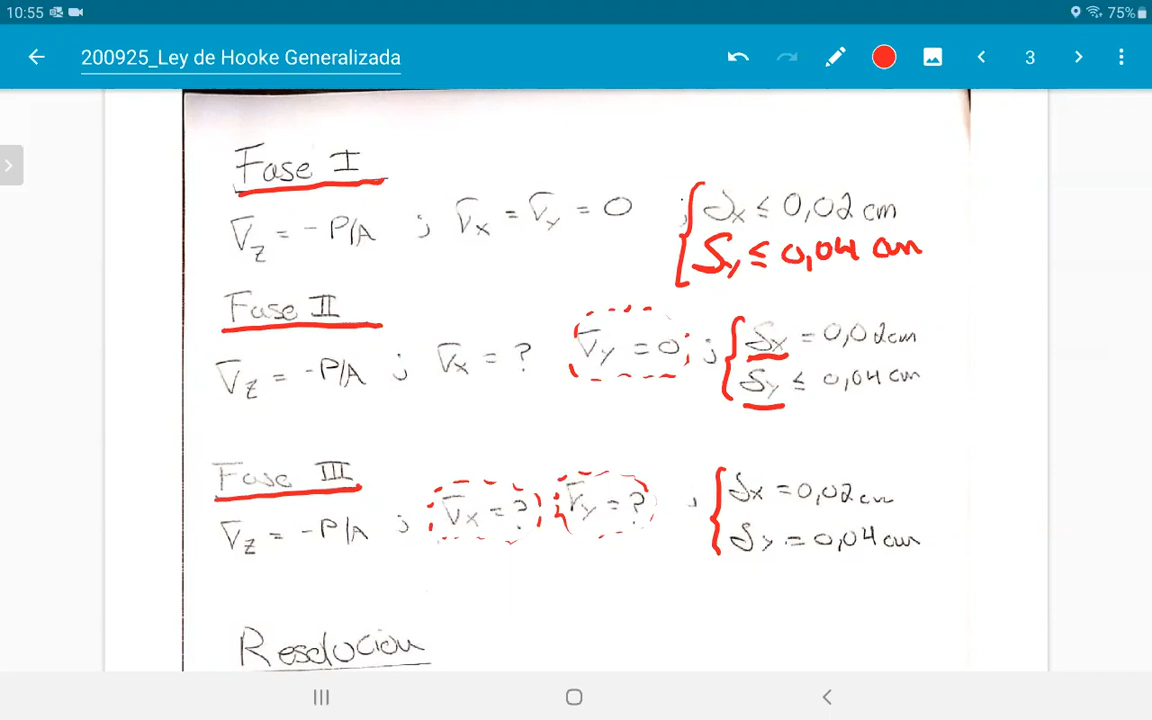 10:55 75%
200925_Ley de Hooke Generalizada 3
Fase I
σz = -P/A ; σx = σy = 0 ; δx ≤ 0,02 cm
δy ≤ 0,04 cm
Fase II
σz = -P/A ; σx = ? σy = 0 ; δx = 0,02cm
δy ≤ 0,04 cm
Fase III
σz = -P/A ; σx = ? σy = ? ; δx = 0,02 cm
δy = 0,04 cm
Resolución